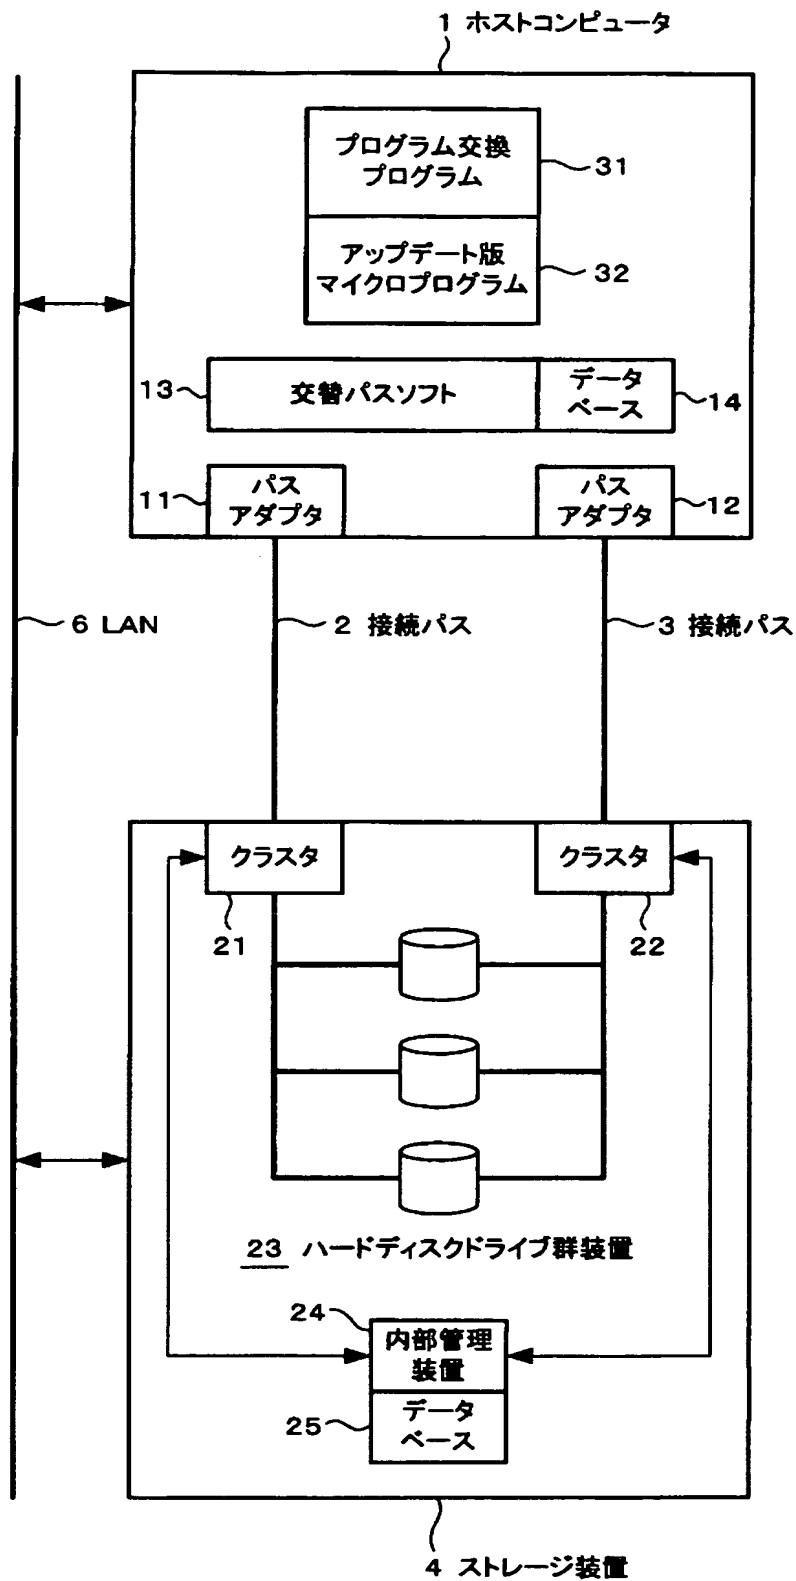 1 ホストコンピュータ
プログラム交換
プログラム
31
アップデート版
マイクロプログラム
32
13
交替パスソフト
データ
ベース
14
11
パス
アダプタ
パス
アダプタ
12
6 LAN
2 接続パス
3 接続パス
クラスタ
クラスタ
21
22
23 ハードディスクドライブ群装置
24
内部管理
装置
25
データ
ベース
4 ストレージ装置